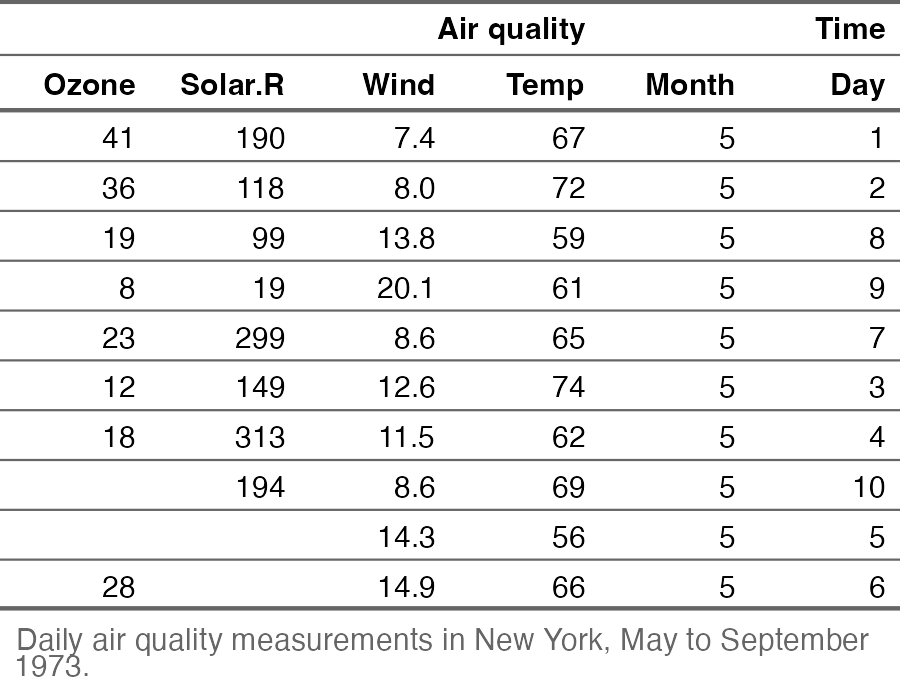 Air quality Time
Ozone Solar.R Wind Temp Month Day
41 190 7.4 67 5 1
36 118 8.0 72 5 2
19 99 13.8 59 5 8
8 19 20.1 61 5 9
23 299 8.6 65 5 7
12 149 12.6 74 5 3
18 313 11.5 62 5 4
194 8.6 69 5 10
14.3 56 5 5
28 14.9 66 5 6
Daily air quality measurements in New York, May to September
1973.